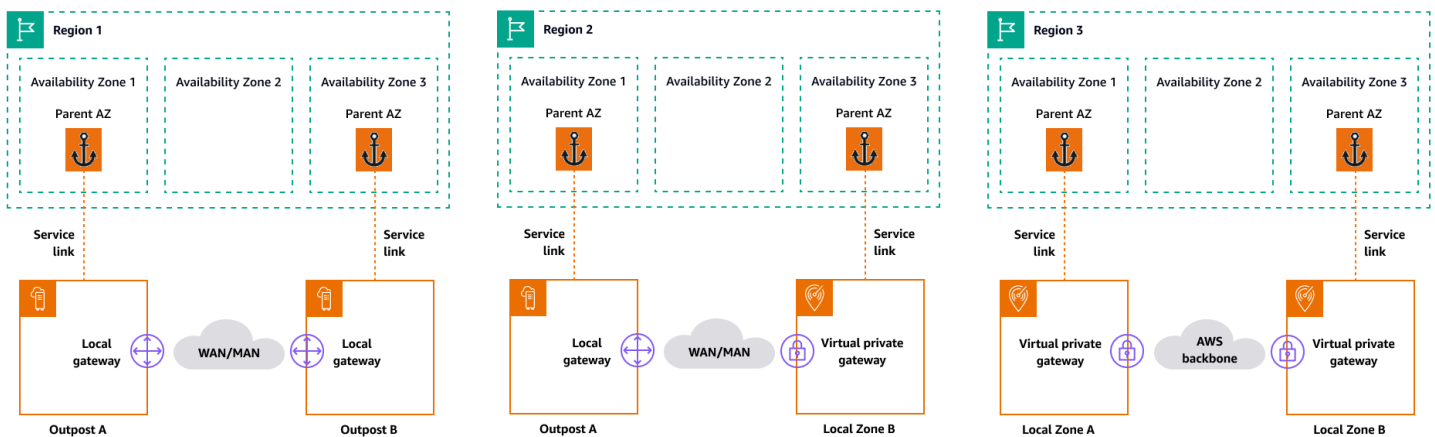 Region 1
Availability Zone 1
Availability Zone 2
Availability Zone 3
Parent AZ
Parent AZ
Service
link
Service
link
Local
gateway
WAN/MAN
Local
gateway
Outpost A
Outpost B
Region 2
Availability Zone 1
Availability Zone 2
Availability Zone 3
Parent AZ
Parent AZ
Service
link
Service
link
Local
gateway
WAN/MAN
Virtual private
gateway
Outpost A
Local Zone B
Region 3
Availability Zone 1
Availability Zone 2
Availability Zone 3
Parent AZ
Parent AZ
Service
link
Service
link
Virtual private
gateway
AWS
backbone
Virtual private
gateway
Local Zone A
Local Zone B